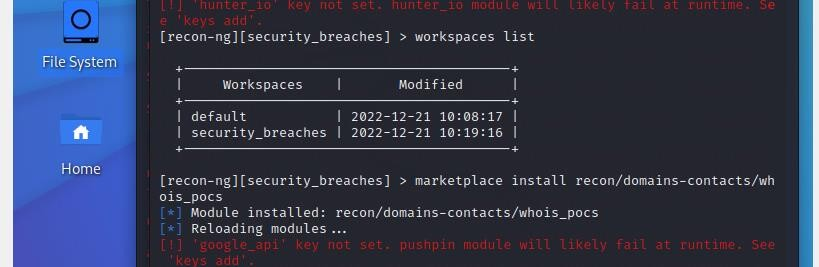 [!] 'hunter_io' key not set. hunter_io module will likely fail at runtime. Se
e 'keys add'.
[recon-ng][security_breaches] > workspaces list
File System
Workspaces | Modified
default | 2022-12-21 10:08:17
security_breaches | 2022-12-21 10:19:16
Home
[recon-ng][security_breaches] > marketplace install recon/domains-contacts/wh
ois_pocs
[*] Module installed: recon/domains-contacts/whois_pocs
[*] Reloading modules...
[!] 'google_api' key not set. pushpin module will likely fail at runtime. See
'keys add'.